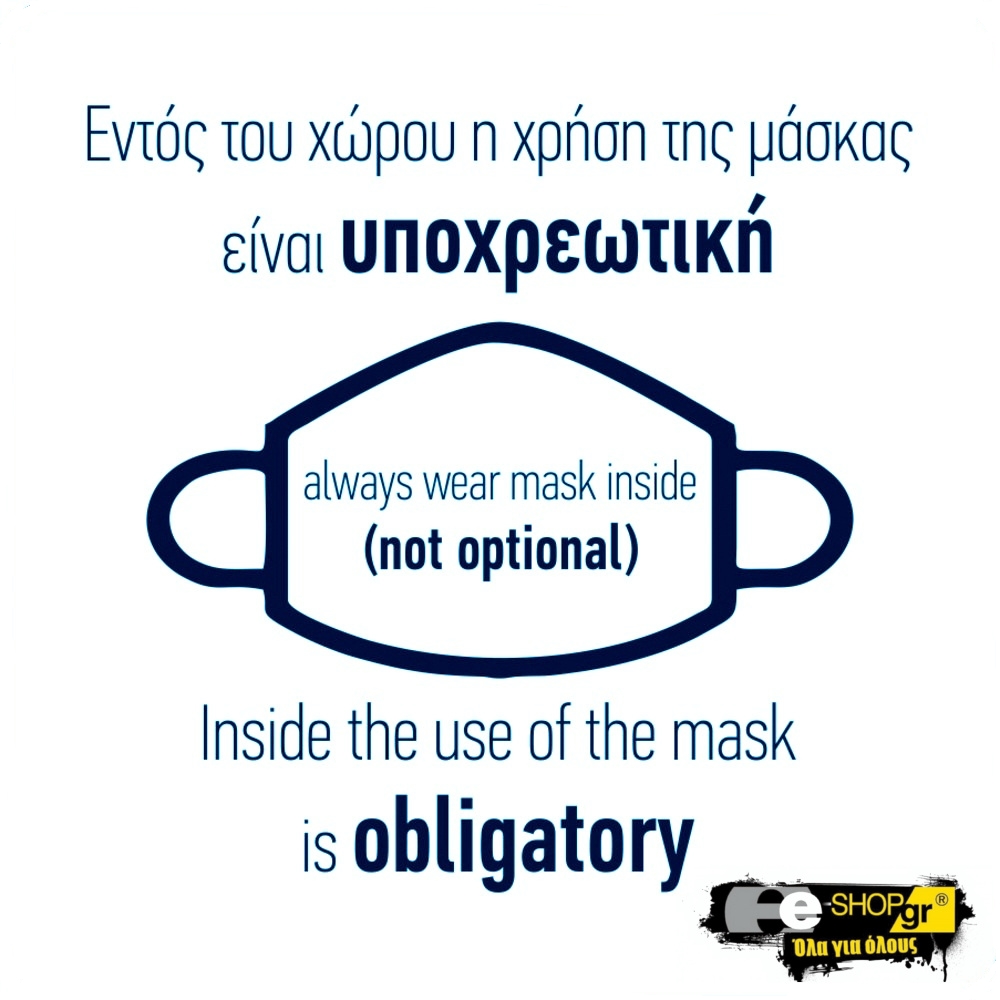 Εντός του χώρου η χρήση της μάσκας
είναι υποχρεωτική
always wear mask inside
(not optional)
Inside the use of the mask
is obligatory
e-SHOP.gr®
Όλα για όλους